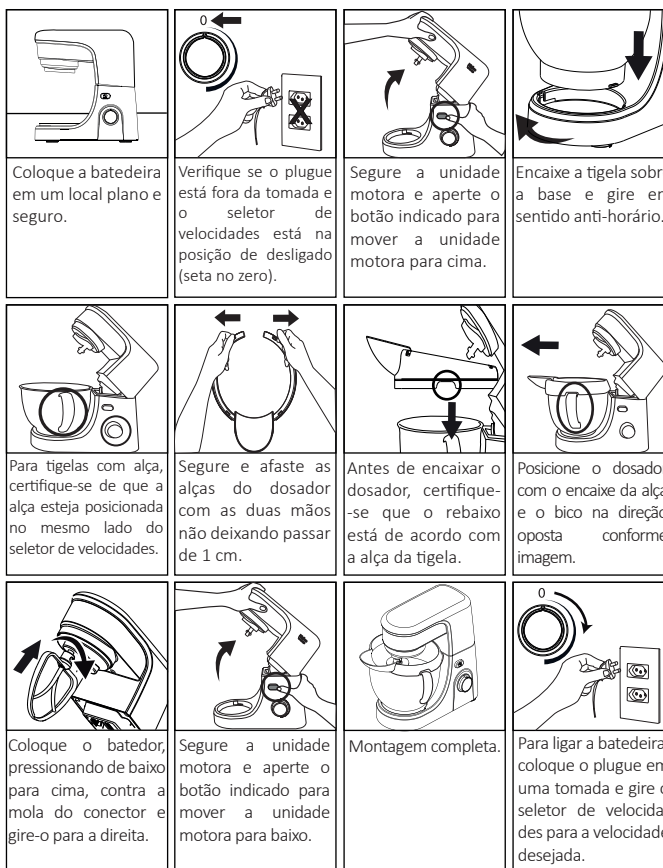 0
Coloque a batedeira
em um local plano e
seguro.
Verifique se o plugue
está fora da tomada e
o seletor de
velocidades está na
posição de desligado
(seta no zero).
Segure a unidade
motora e aperte o
botão indicado para
mover a unidade
motora para cima.
Encaixe a tigela sobr
a base e gire em
sentido anti-horário.
Para tigelas com alça,
certifique-se de que a
alça esteja posicionada
no mesmo lado do
seletor de velocidades.
Segure e afaste as
alças do dosador
com as duas mãos
não deixando passar
de 1 cm.
Antes de encaixar o
dosador, certifique-
-se que o rebaixo
está de acordo com
a alça da tigela.
Posicione o dosador
com o encaixe da alça
e o bico na direção
oposta conforme
imagem.
0
Coloque o batedor,
pressionando de baixo
para cima, contra a
mola do conector e
gire-o para a direita.
Segure a unidade
motora e aperte o
botão indicado para
mover a unidade
motora para baixo.
Montagem completa.
Para ligar a batedeira
coloque o plugue em
uma tomada e gire o
seletor de velocida
des para a velocidade
desejada.